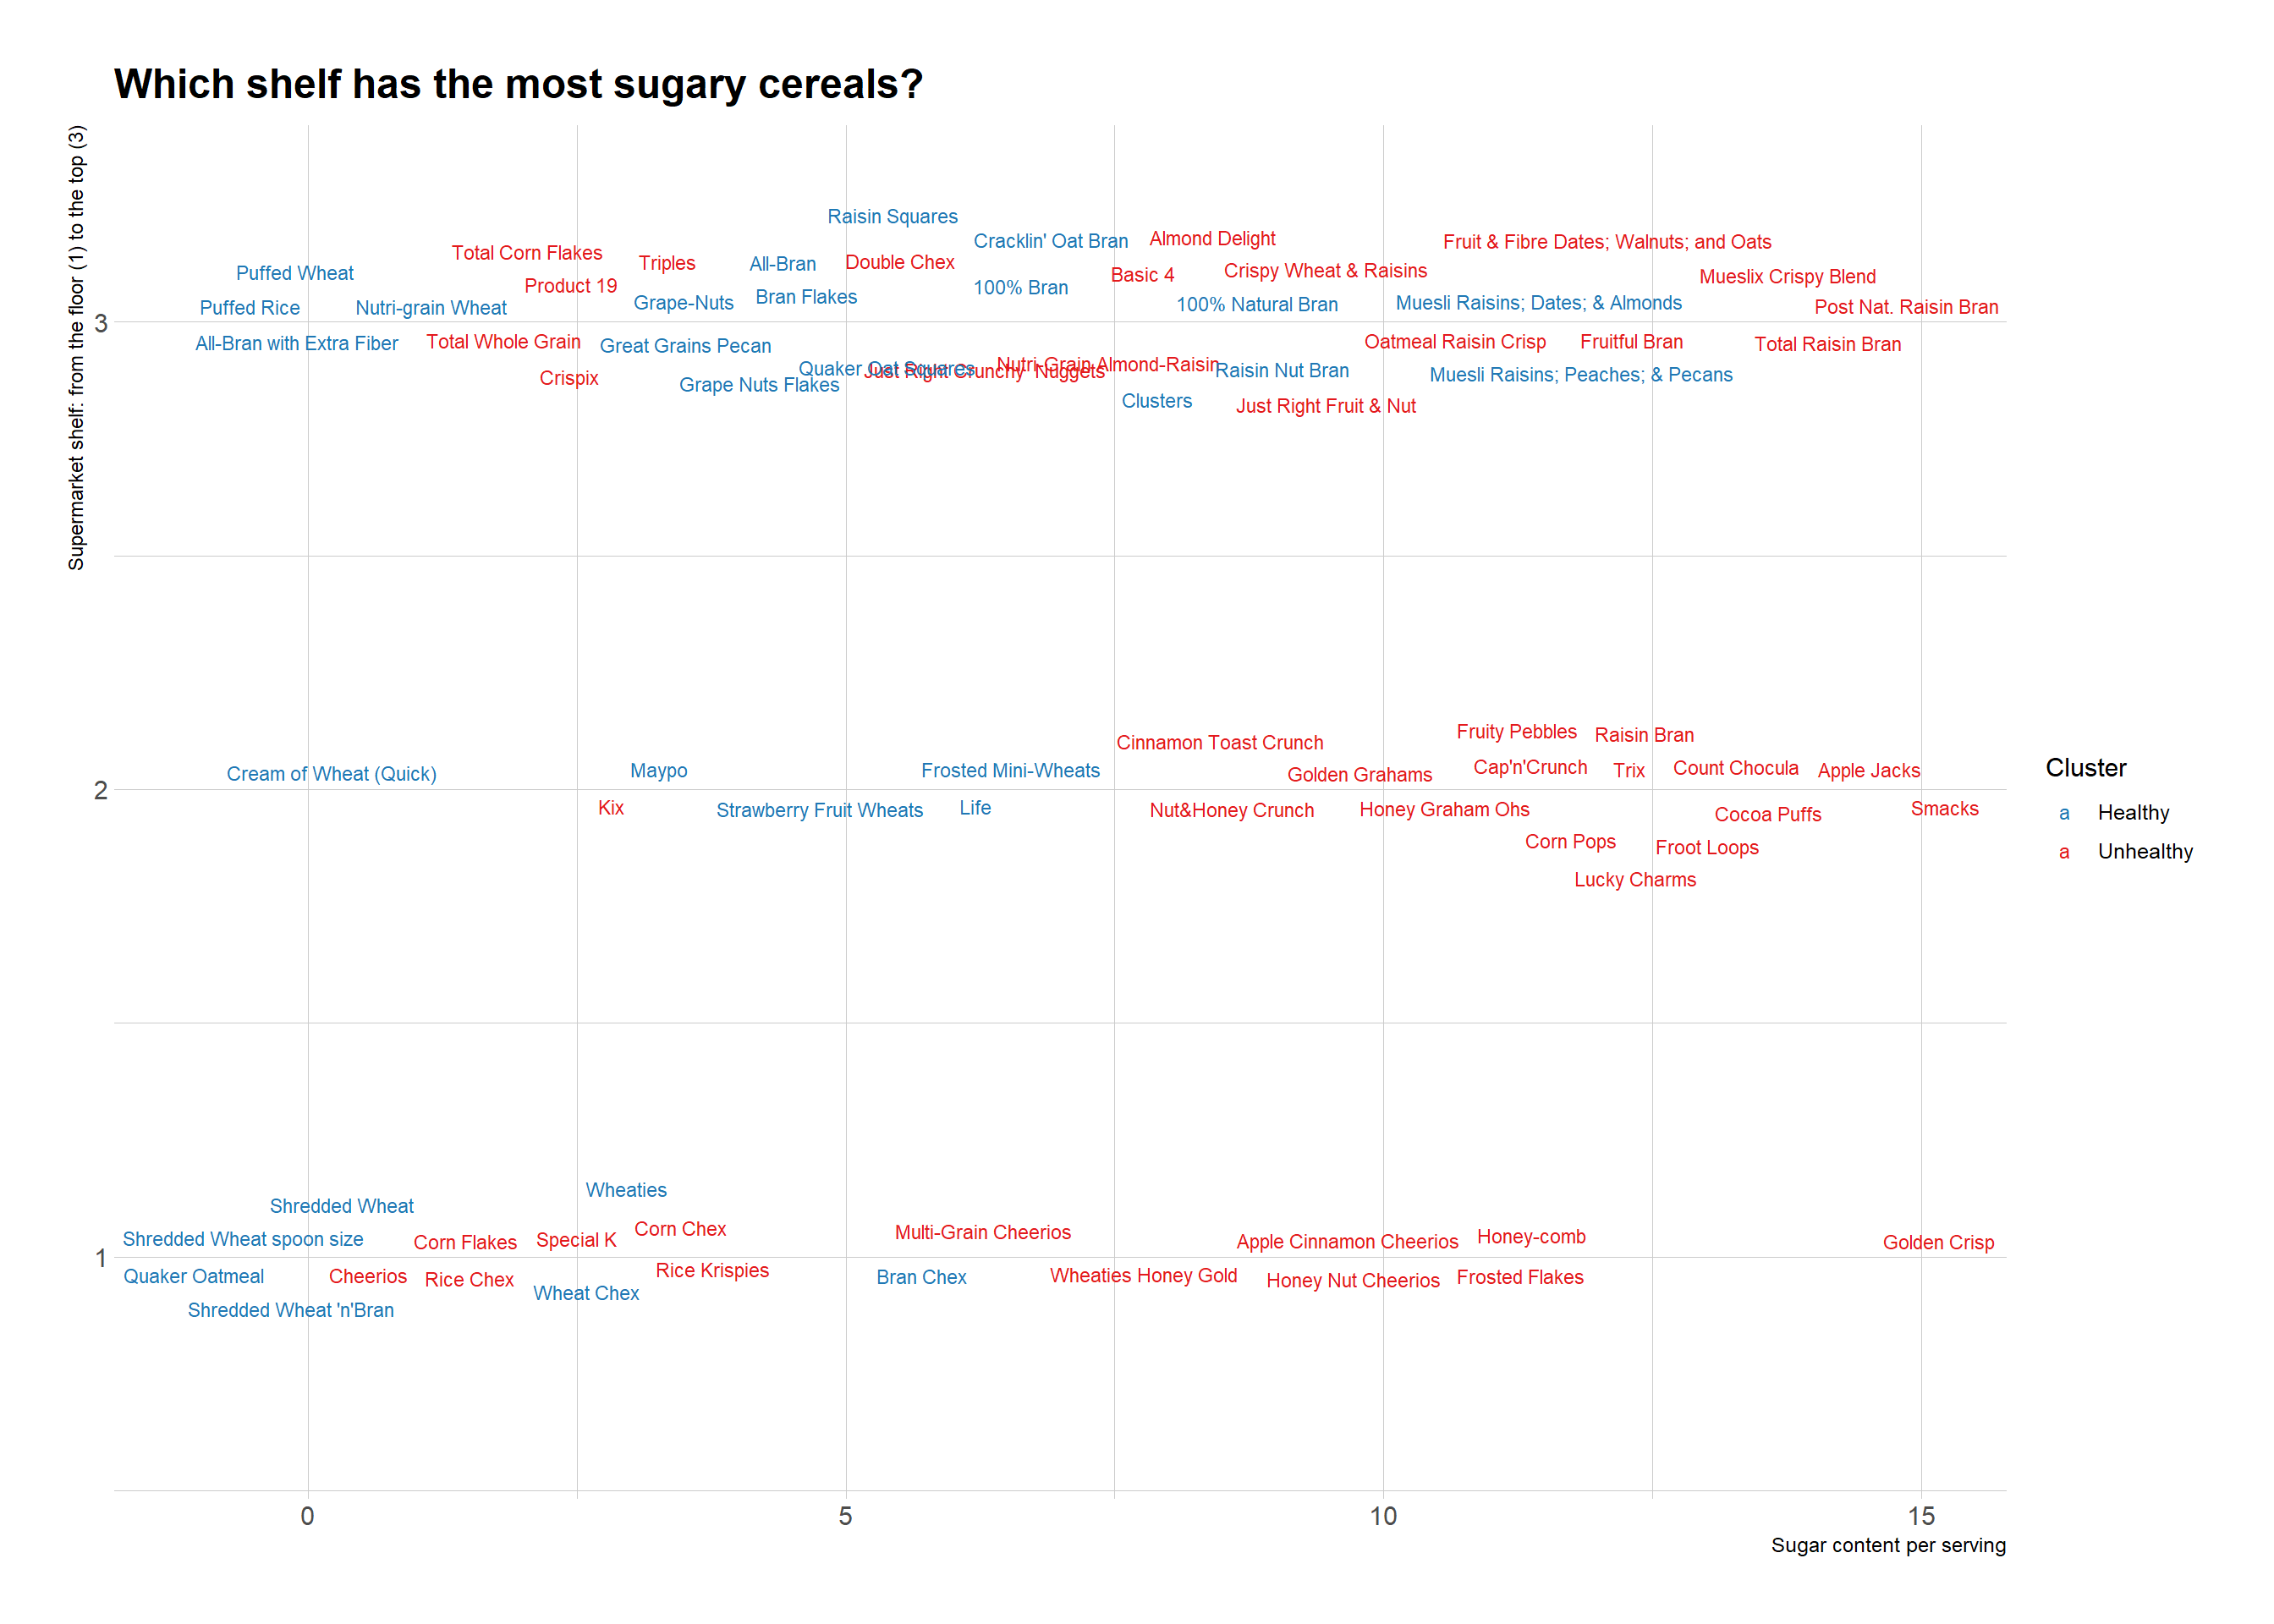 Which shelf has the most sugary cereals?
Supermarket shelf: from the floor (1) to the top (3)
Raisin Squares
Cracklin' Oat Bran
Almond Delight
Fruit & Fibre Dates; Walnuts; and Oats
Total Corn Flakes
Triples
All-Bran
Double Chex
Puffed Wheat
Basic 4
Crispy Wheat & Raisins
Mueslix Crispy Blend
Product 19
100% Bran
Bran Flakes
Grape-Nuts
100% Natural Bran
Muesli Raisins; Dates; & Almonds
Puffed Rice
Nutri-grain Wheat
Post Nat. Raisin Bran
3
All-Bran with Extra Fiber
Total Whole Grain
Great Grains Pecan
Oatmeal Raisin Crisp
Fruitful Bran
Total Raisin Bran
Quaker Oat Squares
Just Right Crunchy Nuggets
Nutri-Grain Almond-Raisin
Raisin Nut Bran
Crispix
Grape Nuts Flakes
Muesli Raisins; Peaches; & Pecans
Clusters
Just Right Fruit & Nut
Cinnamon Toast Crunch
Fruity Pebbles
Raisin Bran
Cream of Wheat (Quick)
Maypo
Frosted Mini-Wheats
Golden Grahams
Cap'n'Crunch
Trix
Count Chocula
Apple Jacks
2
Kix
Strawberry Fruit Wheats
Life
Nut&Honey Crunch
Honey Graham Ohs
Cocoa Puffs
Smacks
Corn Pops
Froot Loops
Lucky Charms
Wheaties
Shredded Wheat
Corn Chex
Shredded Wheat spoon size
Corn Flakes
Special K
Multi-Grain Cheerios
Apple Cinnamon Cheerios
Honey-comb
Golden Crisp
1
Quaker Oatmeal
Cheerios
Rice Chex
Wheat Chex
Rice Krispies
Bran Chex
Wheaties Honey Gold
Honey Nut Cheerios
Frosted Flakes
Shredded Wheat 'n'Bran
0
5
10
15
Sugar content per serving
Cluster
a Healthy
a Unhealthy